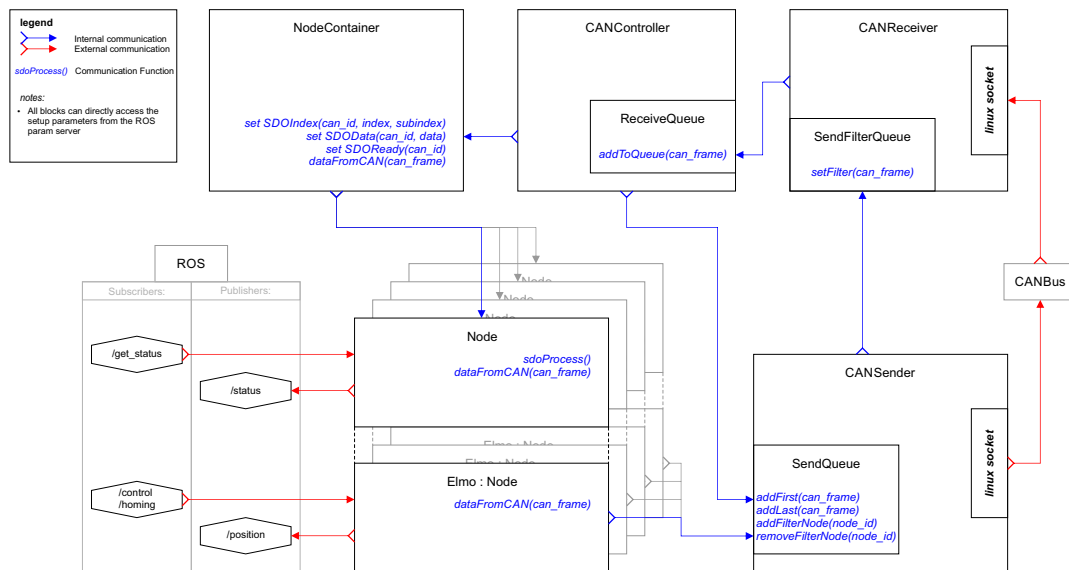 legend
Internal communication
External communication
sdoProcess() Communication Function
notes:
• All blocks can directly access the
setup parameters from the ROS
param server
NodeContainer
set SDOIndex(can_id, index, subindex)
set SDOData(can_id, data)
set SDOReady(can_id)
dataFromCAN(can_frame)
CANController
ReceiveQueue
addToQueue(can_frame)
CANReceiver
linux socket
SendFilterQueue
setFilter(can_frame)
ROS
Subscribers:
Publishers:
/get_status
/status
/control
/homing
/position
Node
Node
Node
Node
sdoProcess()
dataFromCAN(can_frame)
Elmo : Node
Elmo : Node
Elmo : Node
dataFromCAN(can_frame)
CANBus
CANSender
linux socket
SendQueue
addFirst(can_frame)
addLast(can_frame)
addFilterNode(node_id)
removeFilterNode(node_id)